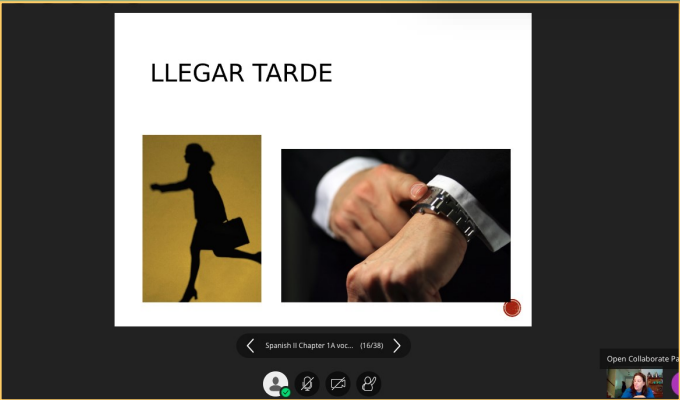 LLEGAR TARDE
Spanish II Chapter 1A voc... (16/38)
Open Collaborate Pa